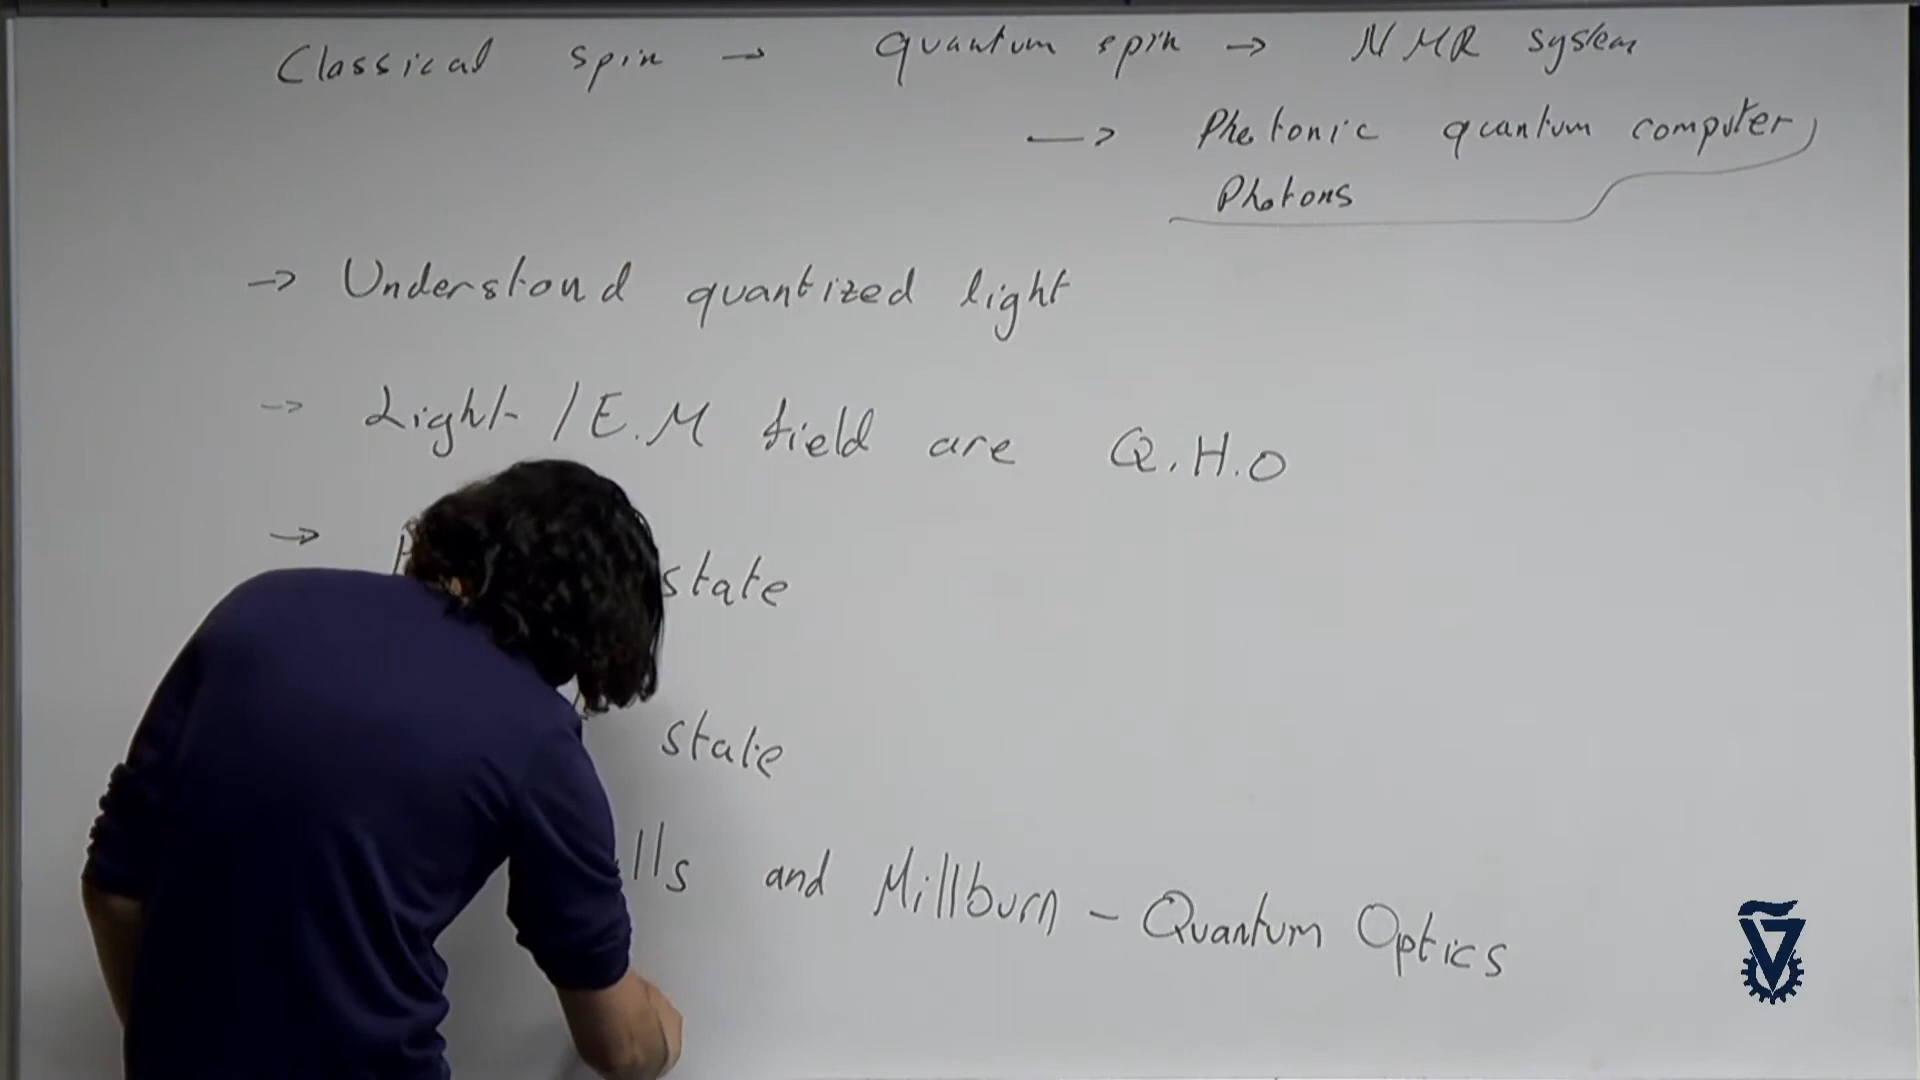 Classical spin → quantum spin → NMR system
→ Photonic quantum computer,
Photons
→ Understand quantized light
→ Light / E.M field are Q.H.O
→ state
state
lls and Millburn - Quantum Optics